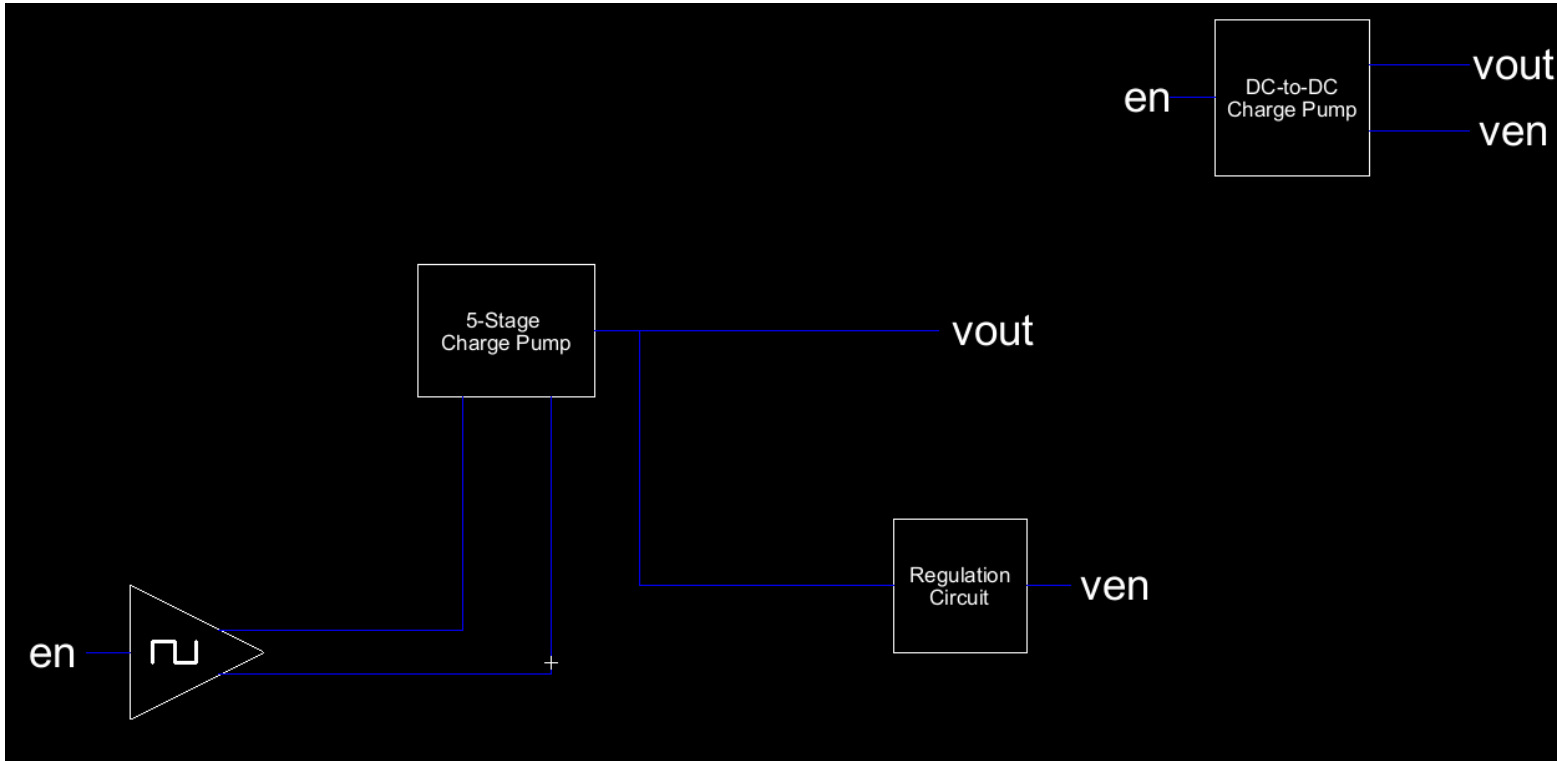 DC-to-DC
Charge Pump
en
vout
ven
5-Stage
Charge Pump
vout
Regulation
Circuit
ven
en